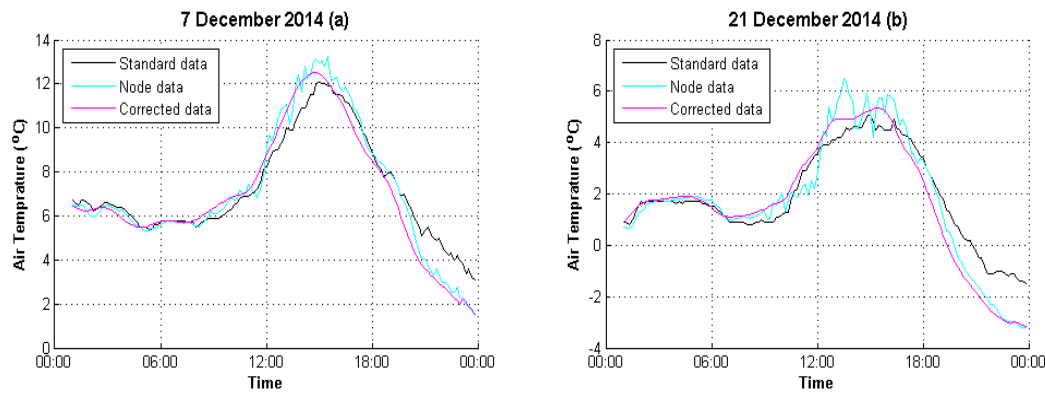 7 December 2014 (a)
Air Temprature (°C)
14
12
10
8
6
4
2
0
Standard data
Node data
Corrected data
00:00 06:00 12:00 18:00 00:00
Time
21 December 2014 (b)
Air Temprature (°C)
8
6
4
2
0
-2
-4
Standard data
Node data
Corrected data
00:00 06:00 12:00 18:00 00:00
Time